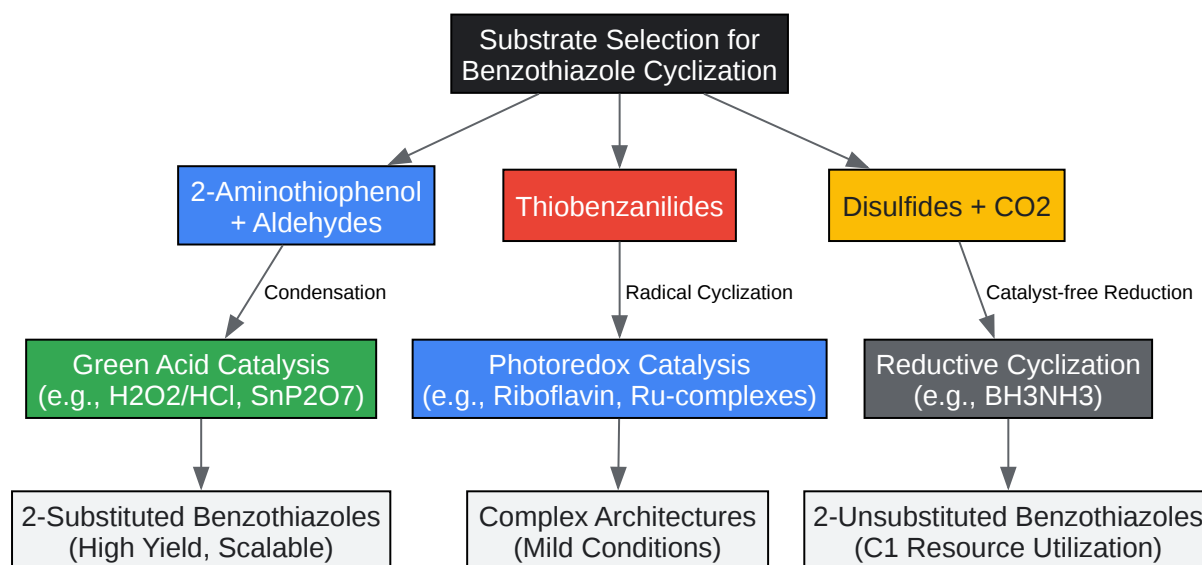 Substrate Selection for
Benzothiazole Cyclization
2-Aminothiophenol
+ Aldehydes
Thiobenzanilides
Disulfides + CO2
Condensation
Radical Cyclization
Catalyst-free Reduction
Green Acid Catalysis
(e.g., H2O2/HCl, SnP2O7)
Photoredox Catalysis
(e.g., Riboflavin, Ru-complexes)
Reductive Cyclization
(e.g., BH3NH3)
2-Substituted Benzothiazoles
(High Yield, Scalable)
Complex Architectures
(Mild Conditions)
2-Unsubstituted Benzothiazoles
(C1 Resource Utilization)